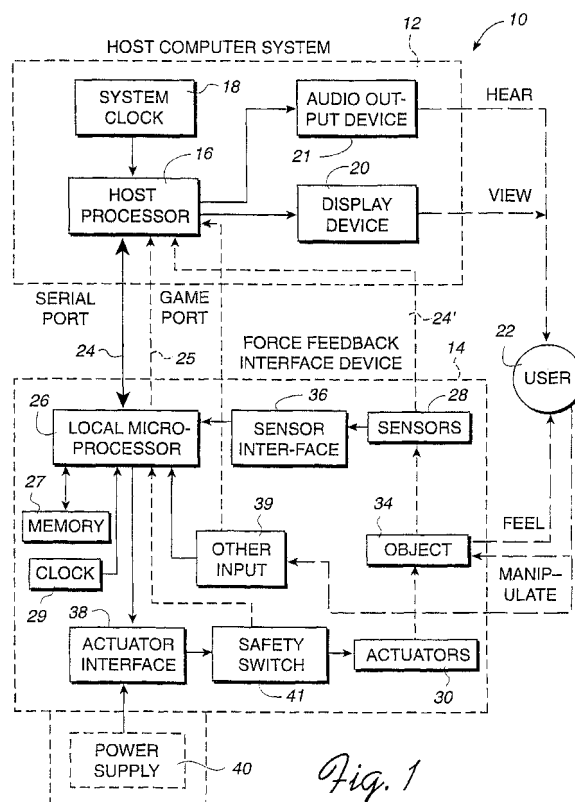 10
HOST COMPUTER SYSTEM
12
SYSTEM
CLOCK
18
AUDIO OUT-
PUT DEVICE
21
HEAR
16
HOST
PROCESSOR
20
DISPLAY
DEVICE
VIEW
SERIAL
PORT
GAME
PORT
24'
24
25
FORCE FEEDBACK
INTERFACE DEVICE
14
22
USER
26
LOCAL MICRO-
PROCESSOR
36
SENSOR
INTER-FACE
28
SENSORS
27
MEMORY
39
OTHER
INPUT
34
OBJECT
FEEL
CLOCK
29
MANIP-
ULATE
38
ACTUATOR
INTERFACE
SAFETY
SWITCH
41
ACTUATORS
30
POWER
SUPPLY
40
Fig. 1